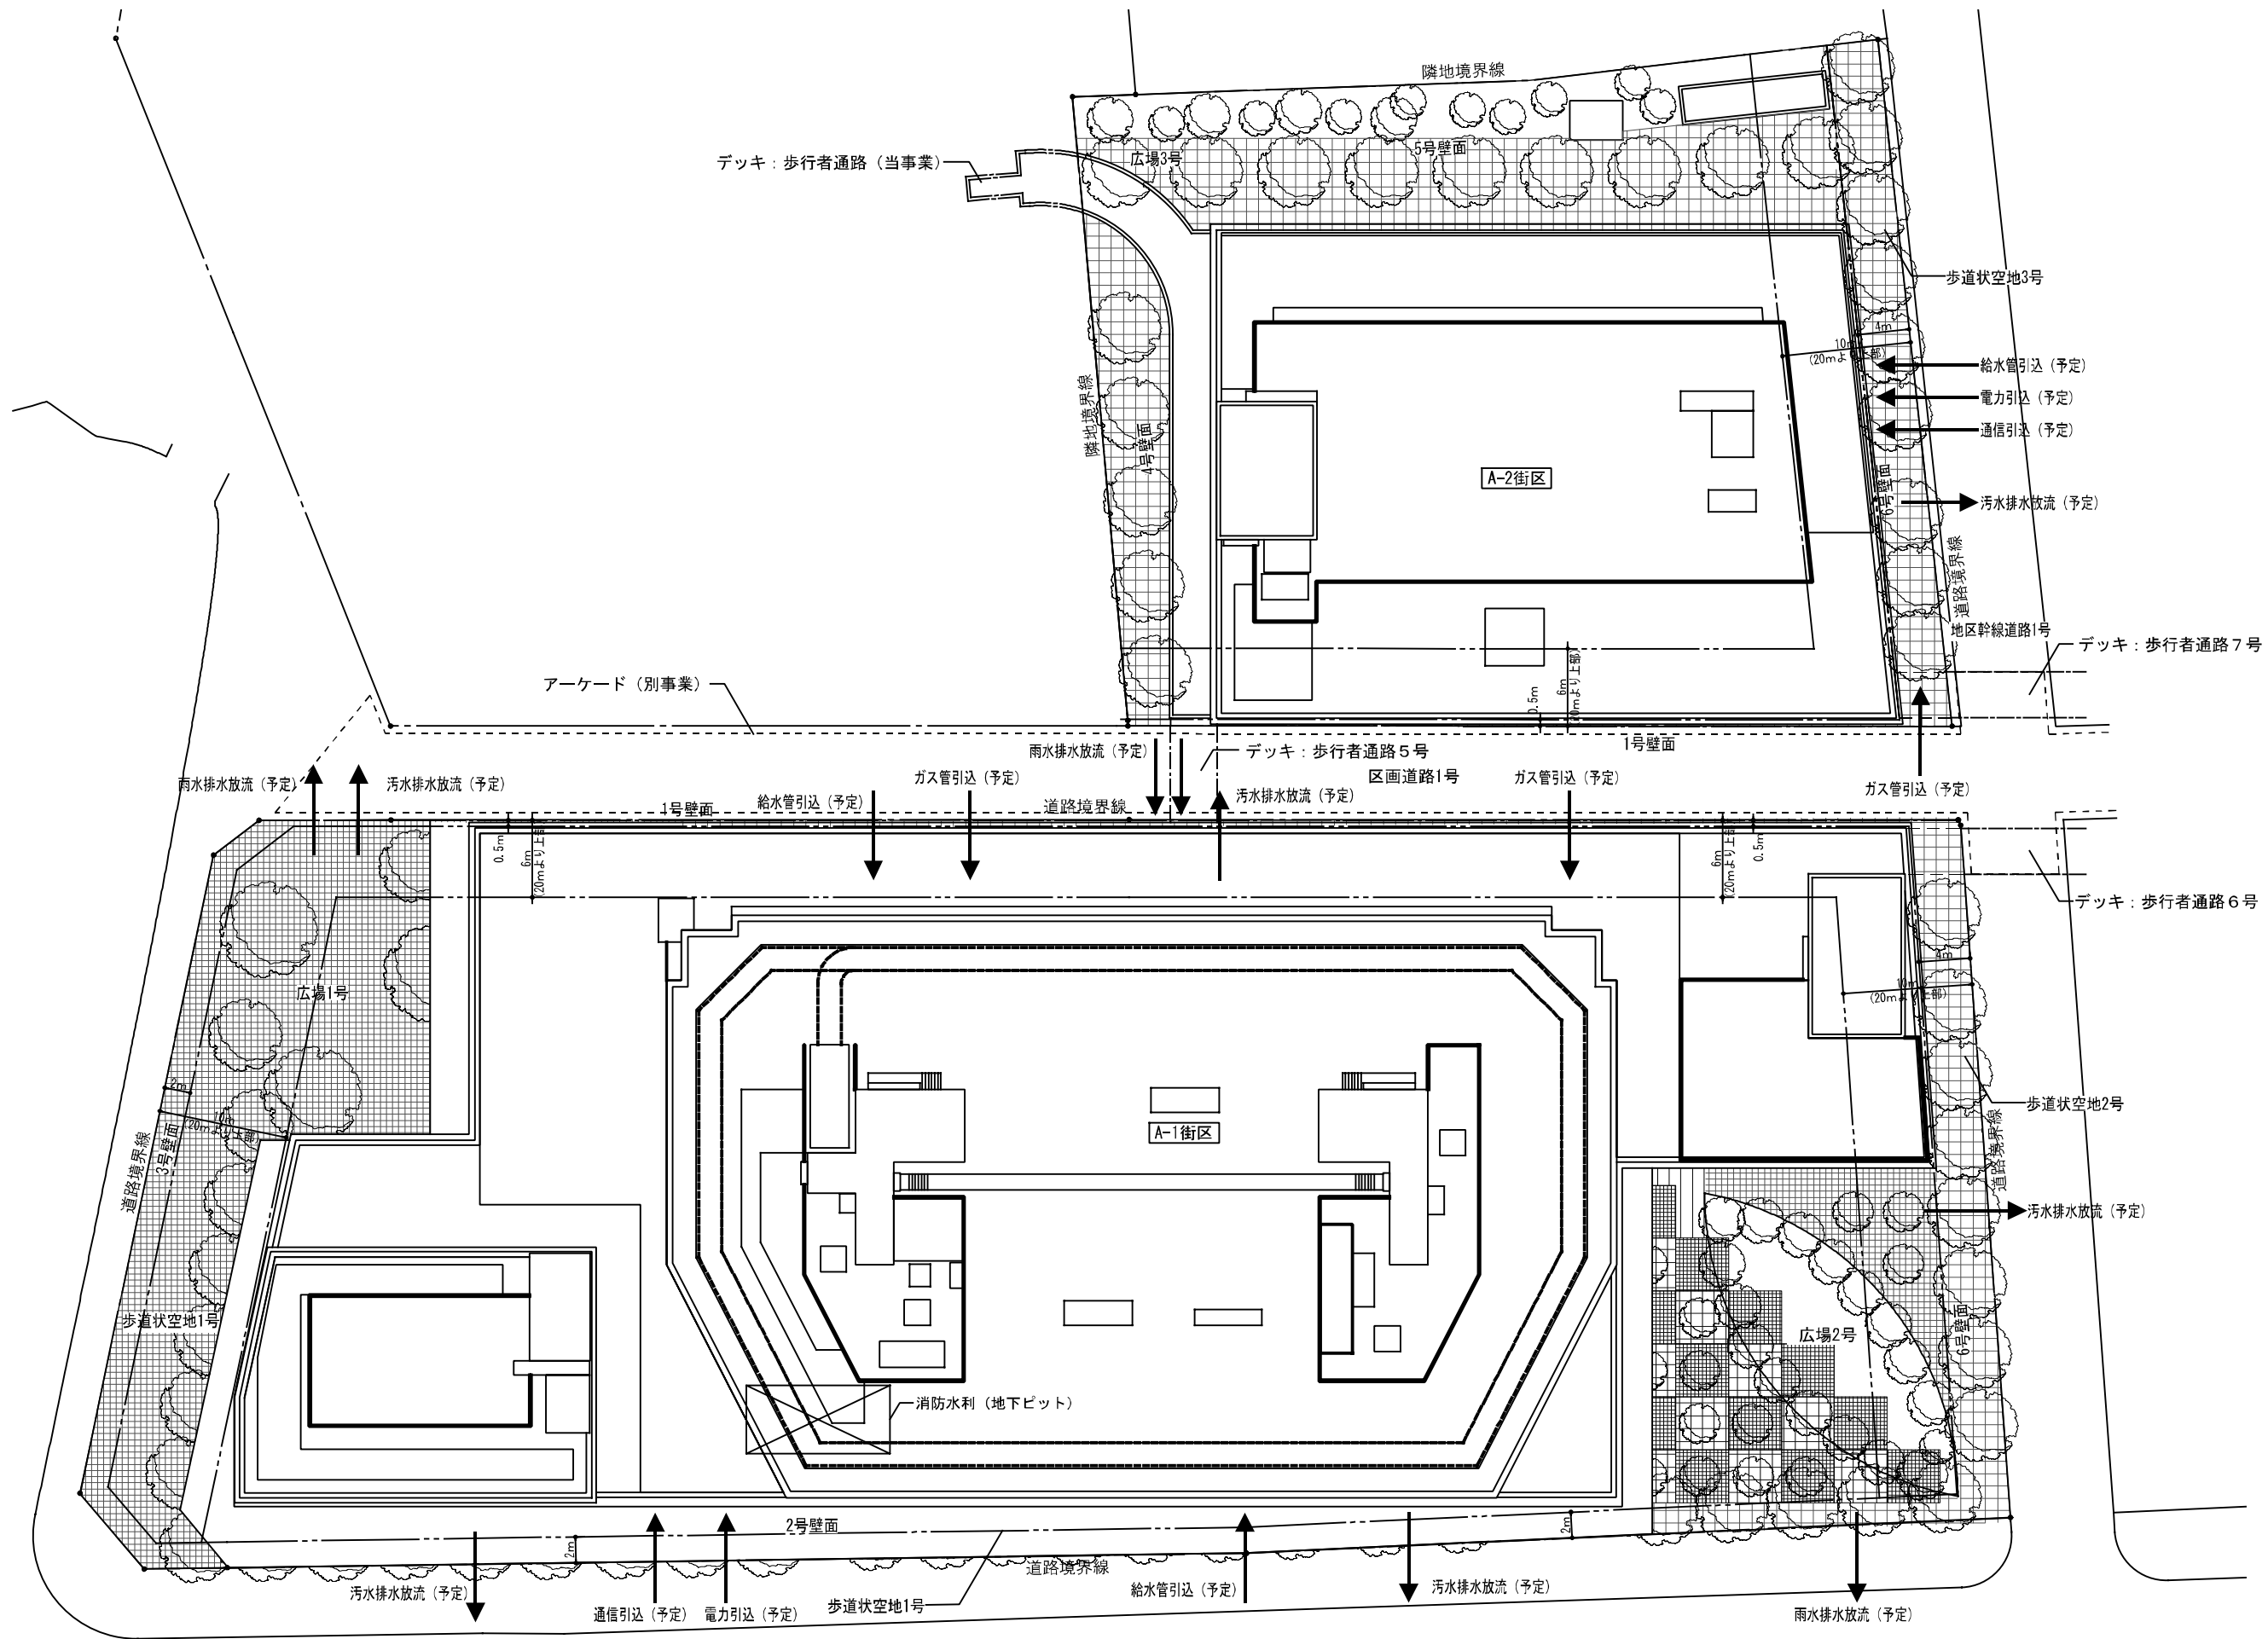 隣地境界線
デッキ：歩行者通路（当事業）
広場3号
5号壁面
歩道状空地3号
4m
10m
（20mより上部）
給水管引込（予定）
電力引込（予定）
通信引込（予定）
隣地境界線
4号壁面
A-2街区
6号壁面
汚水排水放流（予定）
道路境界線
地区幹線道路1号
デッキ：歩行者通路７号
アーケード（別事業）
0.5m
6m
（20mより上部）
1号壁面
雨水排水放流（予定）
デッキ：歩行者通路５号
区画道路1号
雨水排水放流（予定）
汚水排水放流（予定）
ガス管引込（予定）
ガス管引込（予定）
ガス管引込（予定）
給水管引込（予定）
汚水排水放流（予定）
1号壁面
道路境界線
0.5m
6m
（20mより上部）
6m
（20mより上部）
0.5m
デッキ：歩行者通路６号
広場1号
4m
10m
（20mより上部）
2m
10m
（20mより上部）
道路境界線
3号壁面
A-1街区
歩道状空地2号
道路境界線
汚水排水放流（予定）
歩道状空地1号
広場2号
6号壁面
消防水利（地下ピット）
2号壁面
2m
2m
道路境界線
汚水排水放流（予定）
通信引込（予定）
電力引込（予定）
歩道状空地1号
給水管引込（予定）
汚水排水放流（予定）
雨水排水放流（予定）